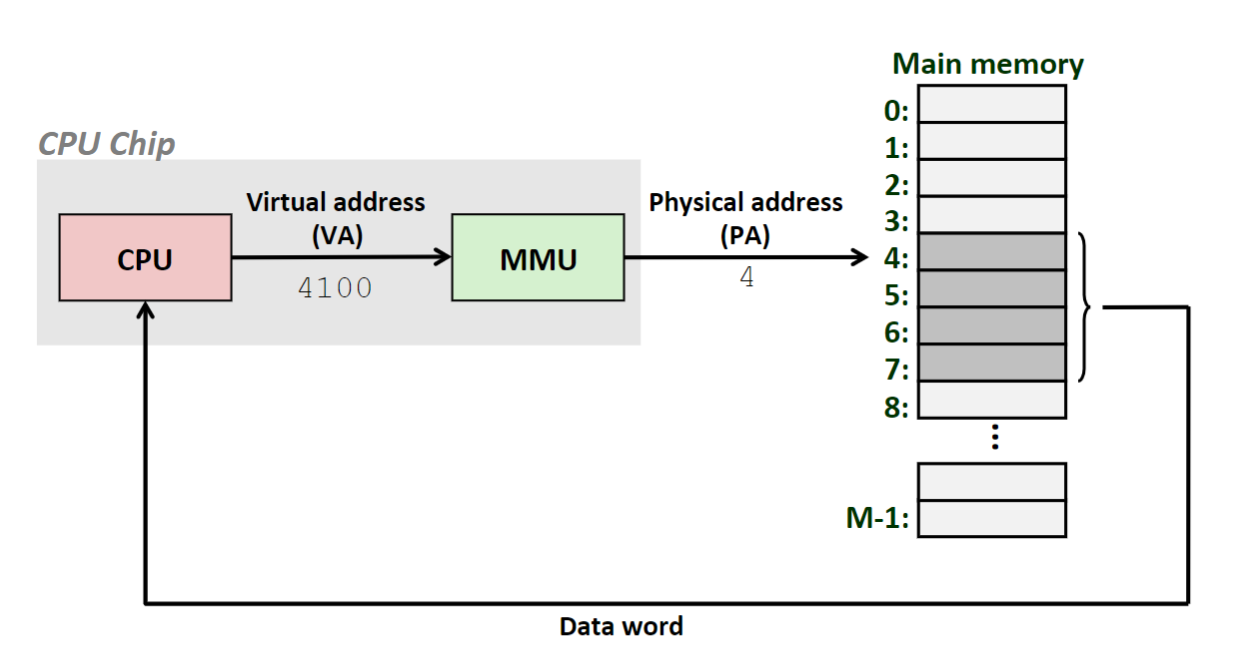 Main memory
CPU Chip
0:
1:
2:
3:
4:
5:
6:
7:
8:
...
M-1:
CPU
Virtual address
(VA)
4100
MMU
Physical address
(PA)
4
Data word